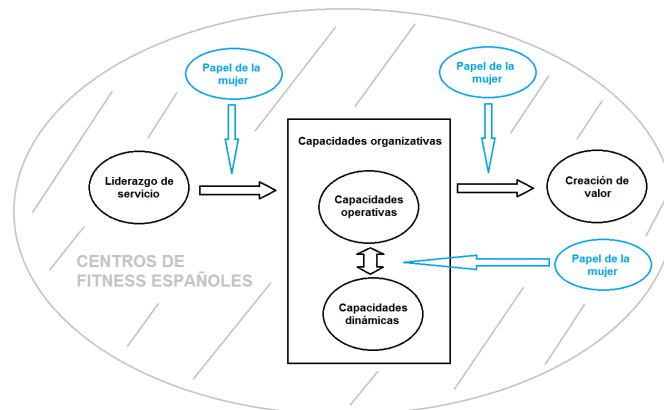 Papel de la
mujer
Papel de la
mujer
Capacidades organizativas
Liderazgo de
servicio
Capacidades
operativas
Creación de
valor
CENTROS DE
FITNESS ESPAÑOLES
Papel de la
mujer
Capacidades
dinámicas